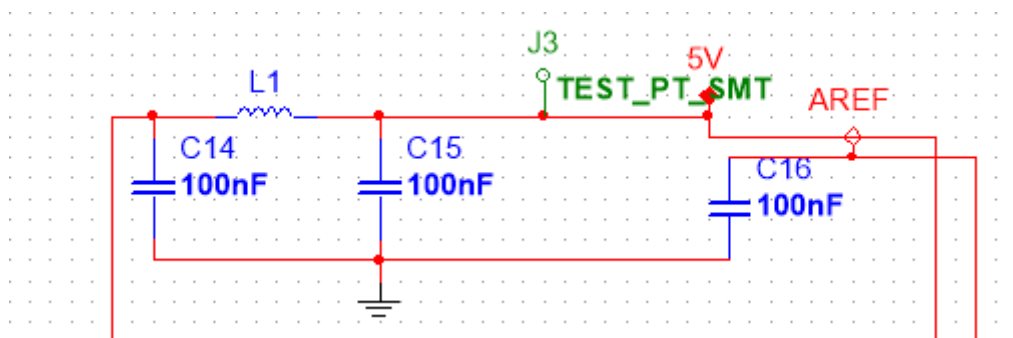 J3
5V
TEST_PT_SMT
L1
AREF
C14
100nF
C15
100nF
C16
100nF